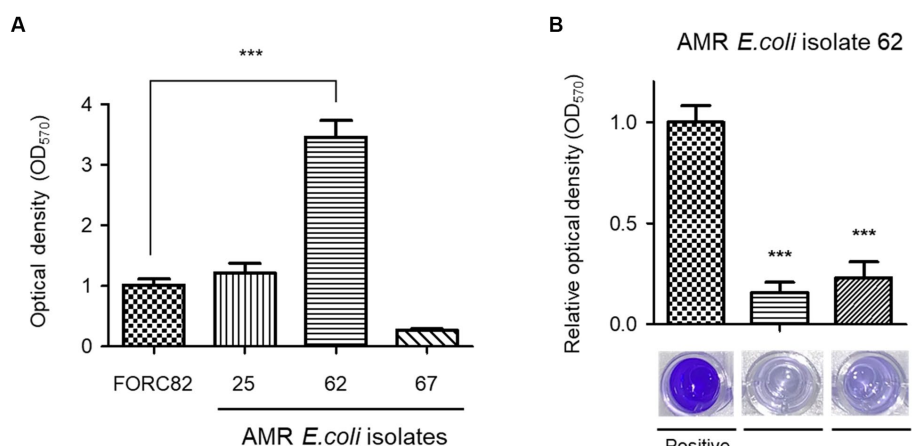 A
***
4
3
2
1
0
Optical density (OD570)
FORC82 25 62 67
AMR E.coli isolates
B
AMR E.coli isolate 62
Relative optical density (OD570)
1.0
0.5
0.0
***
***
Positive